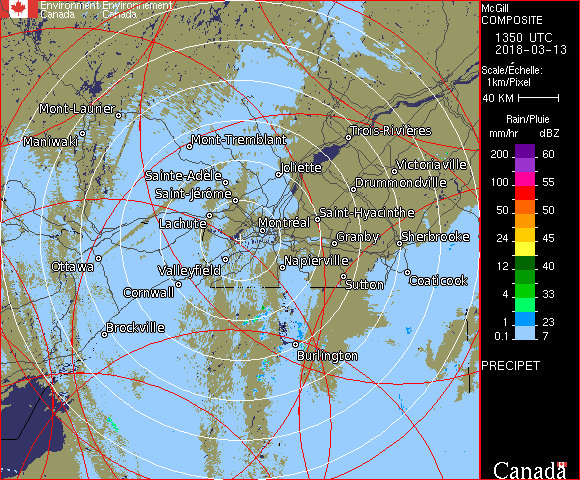 Environment Environnement
Canada Canada
McGill
COMPOSITE
1350 UTC
2018-03-13
Scale/Échelle:
1km/Pixel
40 KM
Rain/Pluie
mm/hr dBZ
200 60
100 55
50 50
24 45
12 40
4 33
1 23
0.1 7
PRECIPET
Canada
Mont-Laurier
Maniwaki
Mont-Tremblant
Trois-Rivières
Joliette
Victoriaville
Sainte-Adèle
Drummondville
Saint-Jérôme
Saint-Hyacinthe
Lachute
Montréal
Granby
Sherbrooke
Ottawa
Valleyfield
Napierville
Sutton
Coaticook
Cornwall
Brockville
Burlington